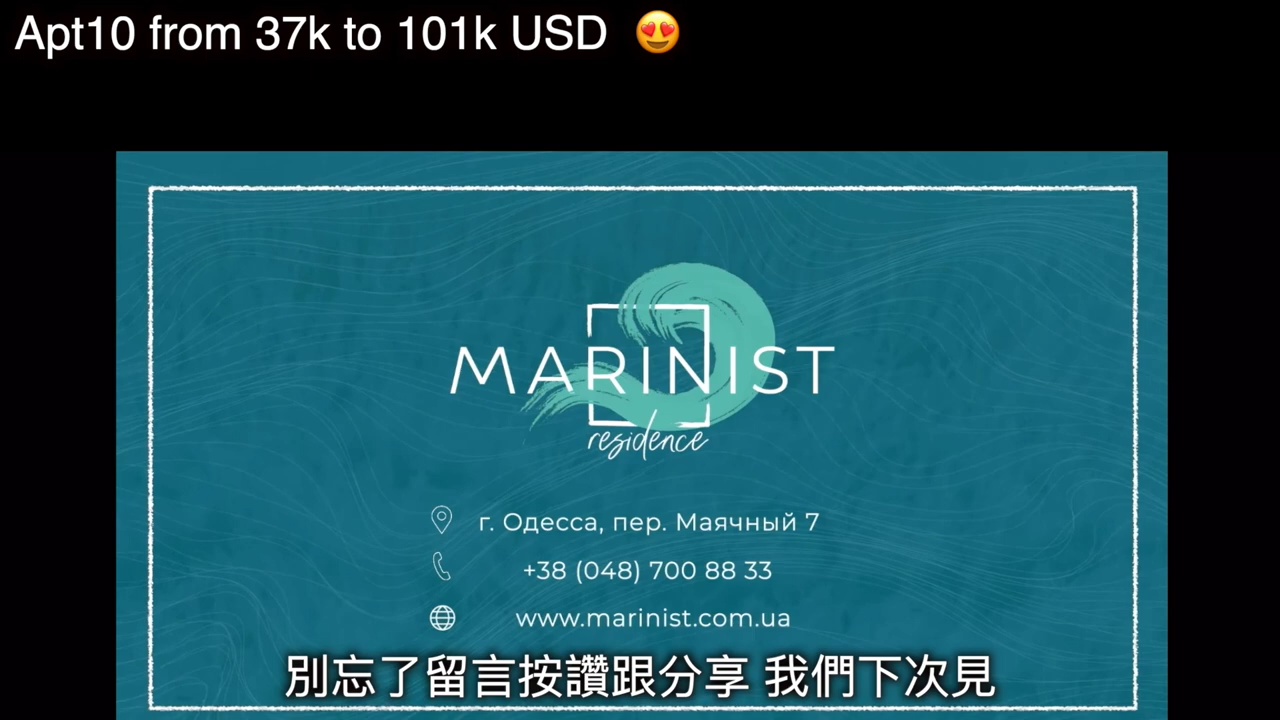 Apt10 from 37k to 101k USD 😍
MARINIST
residence
г. Одесса, пер. Маячный 7
+38 (048) 700 88 33
www.marinist.com.ua
別忘了留言按讚跟分享 我們下次見